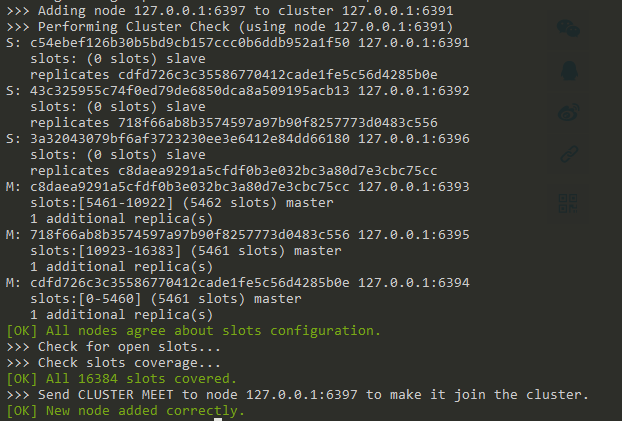 >>> Adding node 127.0.0.1:6397 to cluster 127.0.0.1:6391
>>> Performing Cluster Check (using node 127.0.0.1:6391)
S: c54ebef126b30b5bd9cb157ccc0b6ddb952a1f50 127.0.0.1:6391
slots: (0 slots) slave
replicates cdfd726c3c35586770412cade1fe5c56d4285b0e
S: 43c325955c74f0ed79de6850dca8a509195acb13 127.0.0.1:6392
slots: (0 slots) slave
replicates 718f66ab8b3574597a97b90f8257773d0483c556
S: 3a32043079bf6af3723230ee3e6412e84dd66180 127.0.0.1:6396
slots: (0 slots) slave
replicates c8daea9291a5cfdf0b3e032bc3a80d7e3cbc75cc
M: c8daea9291a5cfdf0b3e032bc3a80d7e3cbc75cc 127.0.0.1:6393
slots:[5461-10922] (5462 slots) master
1 additional replica(s)
M: 718f66ab8b3574597a97b90f8257773d0483c556 127.0.0.1:6395
slots:[10923-16383] (5461 slots) master
1 additional replica(s)
M: cdfd726c3c35586770412cade1fe5c56d4285b0e 127.0.0.1:6394
slots:[0-5460] (5461 slots) master
1 additional replica(s)
[OK] All nodes agree about slots configuration.
>>> Check for open slots...
>>> Check slots coverage...
[OK] All 16384 slots covered.
>>> Send CLUSTER MEET to node 127.0.0.1:6397 to make it join the cluster.
[OK] New node added correctly.